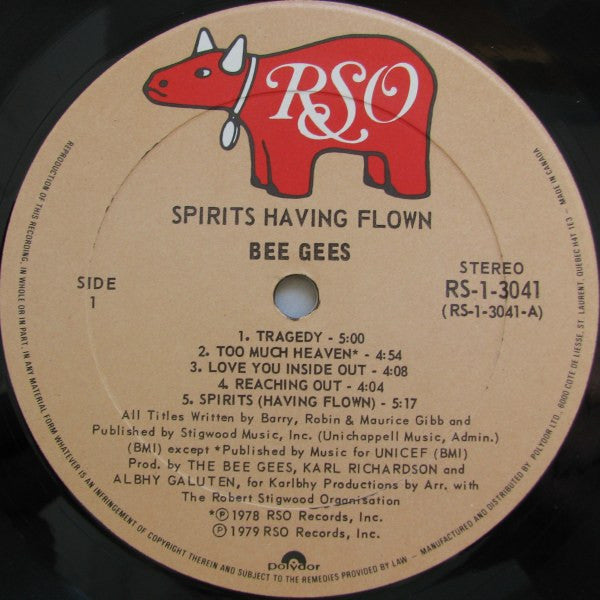 RSO
SPIRITS HAVING FLOWN
BEE GEES
SIDE
1
STEREO
RS-1-3041
(RS-1-3041-A)
1. TRAGEDY - 5:00
2. TOO MUCH HEAVEN* - 4:54
3. LOVE YOU INSIDE OUT - 4:08
4. REACHING OUT - 4:04
5. SPIRITS (HAVING FLOWN) - 5:17
All Titles Written by Barry, Robin & Maurice Gibb and
Published by Stigwood Music, Inc. (Unichappell Music, Admin.)
(BMI) except *Published by Music for UNICEF (BMI)
Prod. by THE BEE GEES, KARL RICHARDSON and
ALBHY GALUTEN, for Karlbhy Productions by Arr. with
The Robert Stigwood Organisation
*℗ 1978 RSO Records, Inc.
℗ 1979 RSO Records, Inc.
polydor
REPRODUCTION OF THIS RECORDING, IN WHOLE OR IN PART, IN ANY MATERIAL FORM WHATEVER IS AN INFRINGEMENT OF COPYRIGHT THEREIN AND SUBJECT TO THE REMEDIES PROVIDED BY LAW – MANUFACTURED AND DISTRIBUTED BY POLYDOR LTD., 6000 COTE DE LIESSE, ST. LAURENT, QUEBEC H4T 1E3 – MADE IN CANADA